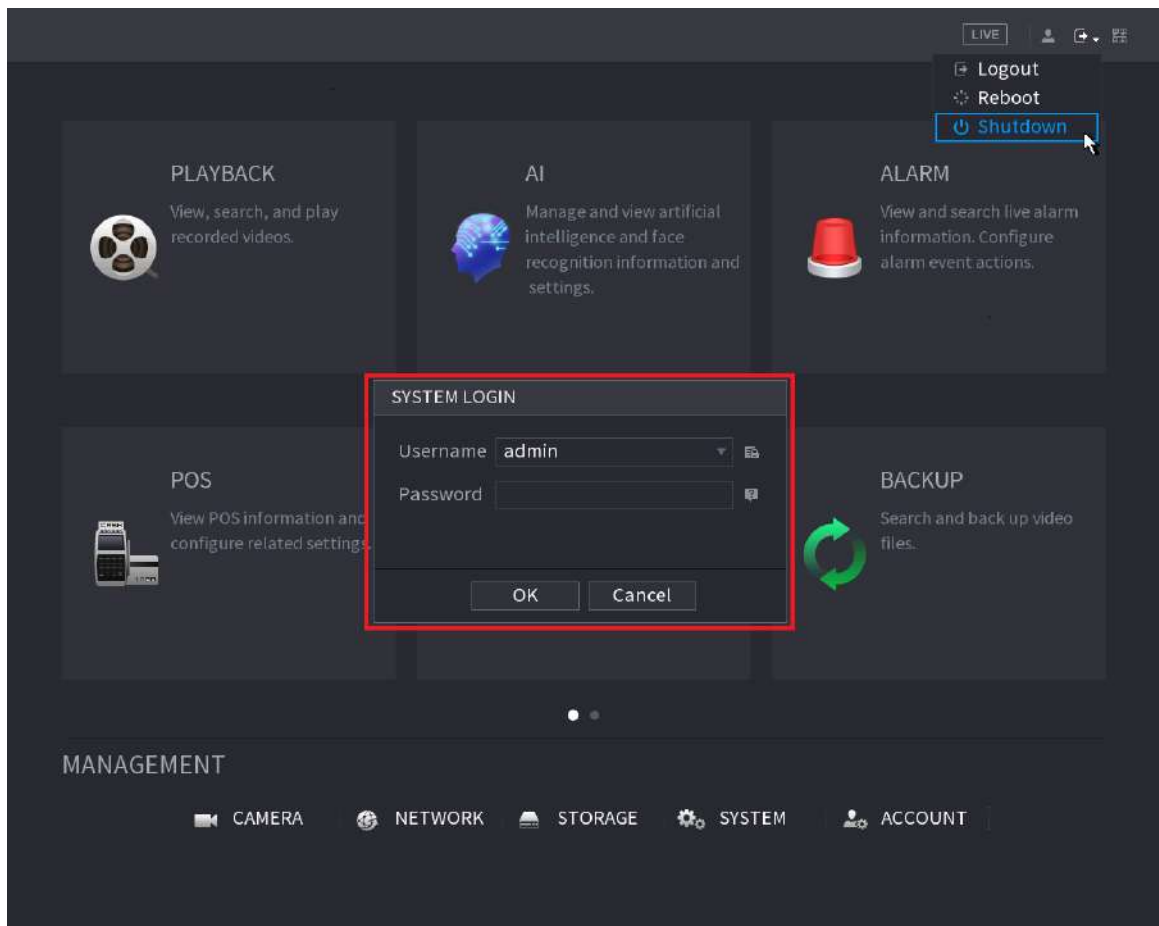 LIVE
Logout
Reboot
Shutdown
PLAYBACK
View, search, and play
recorded videos.
AI
Manage and view artificial
intelligence and face
recognition information and
settings.
ALARM
View and search live alarm
information. Configure
alarm event actions.
SYSTEM LOGIN
Username admin
Password
OK Cancel
POS
View POS information and
configure related settings.
BACKUP
Search and back up video
files.
MANAGEMENT
CAMERA NETWORK STORAGE SYSTEM ACCOUNT